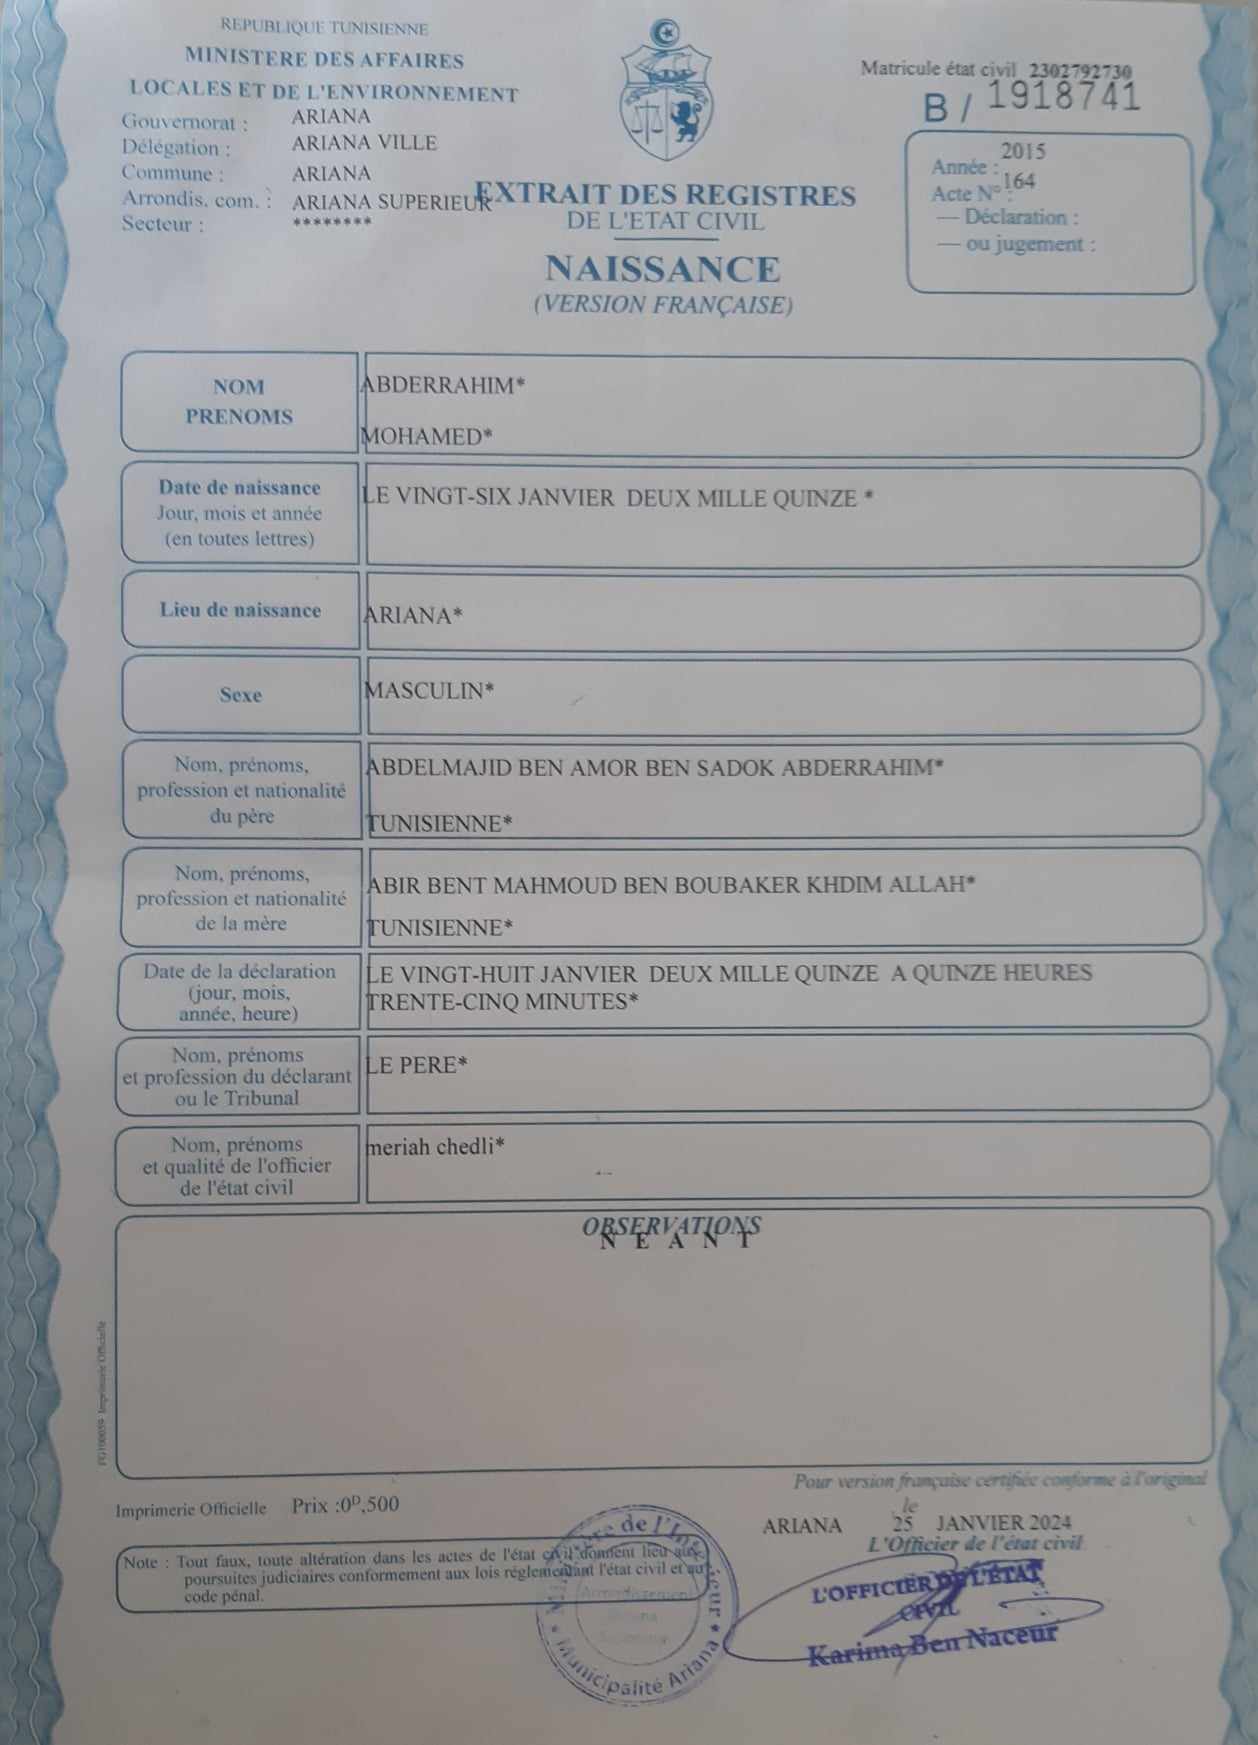 REPUBLIQUE TUNISIENNE
MINISTERE DES AFFAIRES
LOCALES ET DE L'ENVIRONNEMENT
Gouvernorat : ARIANA
Délégation : ARIANA VILLE
Commune : ARIANA
Arrondis. com. : ARIANA SUPERIEUR
Secteur : ********
Matricule état civil 2302792730
B / 1918741
Année : 2015
Acte N° : 164
— Déclaration :
— ou jugement :
EXTRAIT DES REGISTRES
DE L'ETAT CIVIL
NAISSANCE
(VERSION FRANÇAISE)
NOM
PRENOMS
ABDERRAHIM*
MOHAMED*
Date de naissance
Jour, mois et année
(en toutes lettres)
LE VINGT-SIX JANVIER DEUX MILLE QUINZE *
Lieu de naissance
ARIANA*
Sexe
MASCULIN*
Nom, prénoms,
profession et nationalité
du père
ABDELMAJID BEN AMOR BEN SADOK ABDERRAHIM*
TUNISIENNE*
Nom, prénoms,
profession et nationalité
de la mère
ABIR BENT MAHMOUD BEN BOUBAKER KHDIM ALLAH*
TUNISIENNE*
Date de la déclaration
(jour, mois,
année, heure)
LE VINGT-HUIT JANVIER DEUX MILLE QUINZE A QUINZE HEURES
TRENTE-CINQ MINUTES*
Nom, prénoms
et profession du déclarant
ou le Tribunal
LE PERE*
Nom, prénoms
et qualité de l'officier
de l'état civil
meriah chedli*
OBSERVATIONS
N E A N T
PG100059 Imprimerie Officielle
Imprimerie Officielle Prix :0ᴰ,500
Note : Tout faux, toute altération dans les actes de l'état civil donnent lieu aux
poursuites judiciaires conformement aux lois réglementant l'état civil et au
code pénal.
Pour version française certifiée conforme à l'original
le
ARIANA 25 JANVIER 2024
L'Officier de l'état civil
L'OFFICIER DE L'ÉTAT
CIVIL
Karima Ben Naceur
Ministère de l'Intérieur
Arrondissement
Ariana
Municipalité Ariana